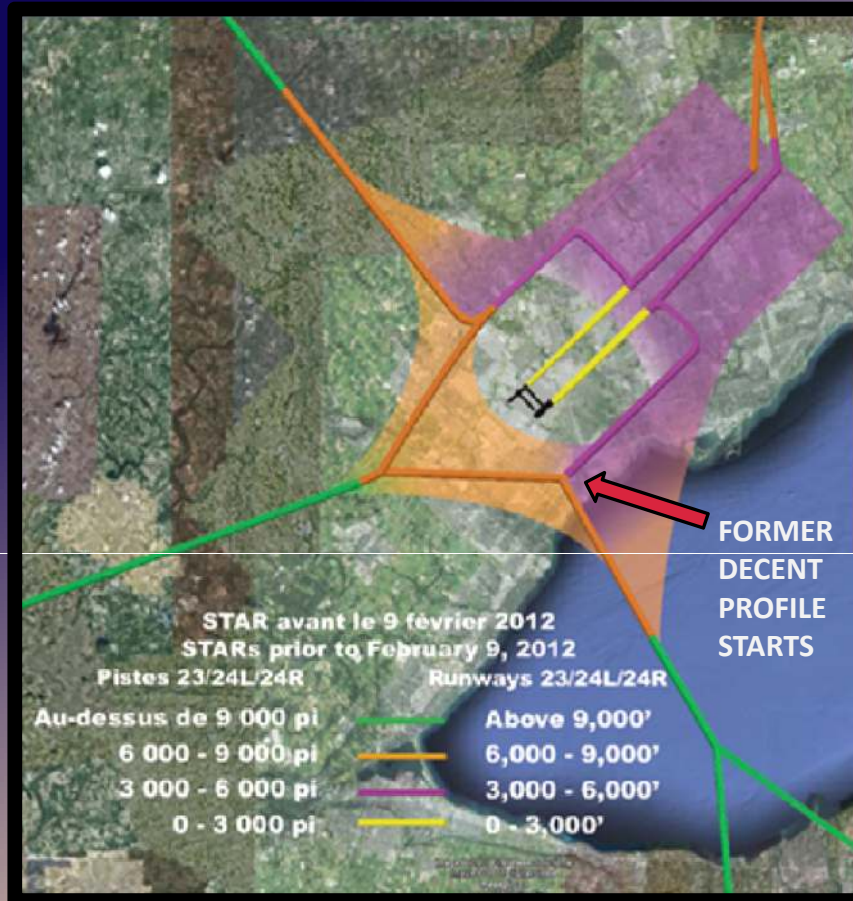 FORMER
DECENT
PROFILE
STARTS
STAR avant le 9 février 2012
STARs prior to February 9, 2012
Pistes 23/24L/24R Runways 23/24L/24R
Au-dessus de 9 000 pi Above 9,000’
6 000 - 9 000 pi 6,000 - 9,000’
3 000 - 6 000 pi 3,000 - 6,000’
0 - 3 000 pi 0 - 3,000’